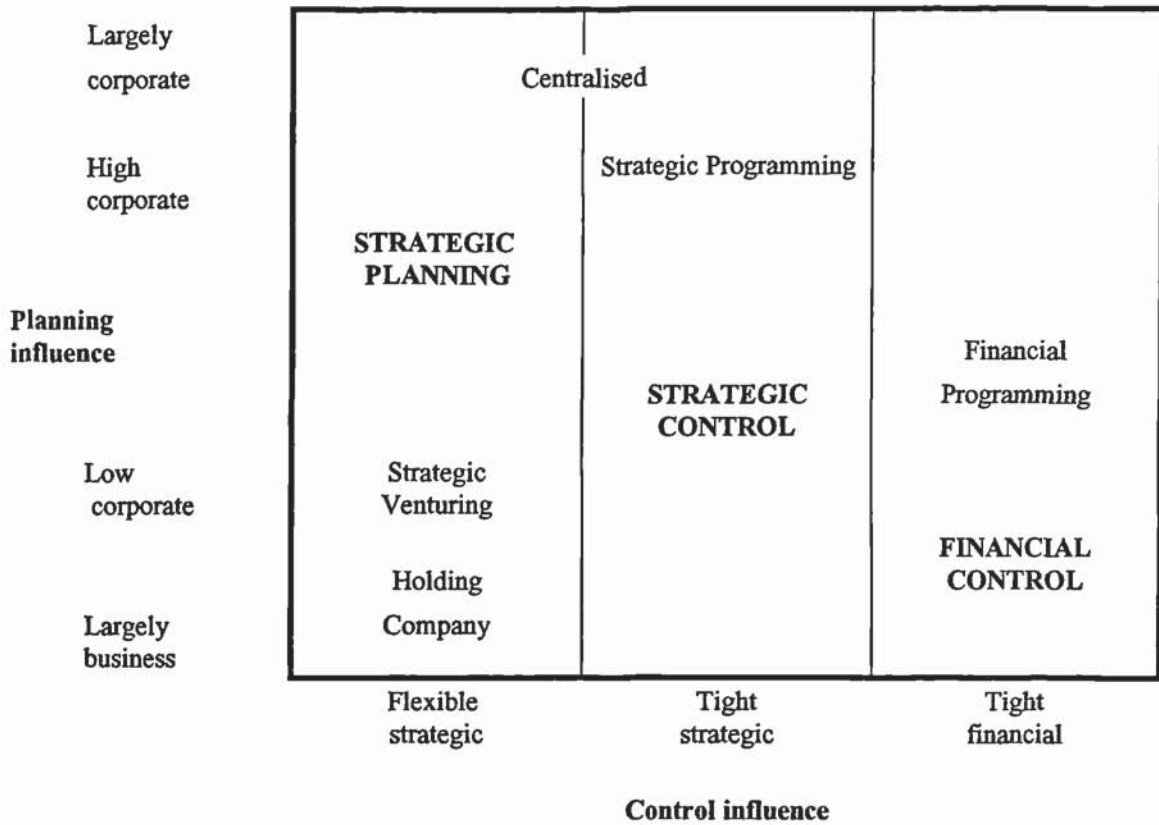 Largely
corporate
Centralised
High
corporate
Strategic Programming
STRATEGIC
PLANNING
Planning
influence
Financial
Programming
STRATEGIC
CONTROL
Low
corporate
Strategic
Venturing
FINANCIAL
CONTROL
Holding
Company
Largely
business
Flexible
strategic
Tight
strategic
Tight
financial
Control influence